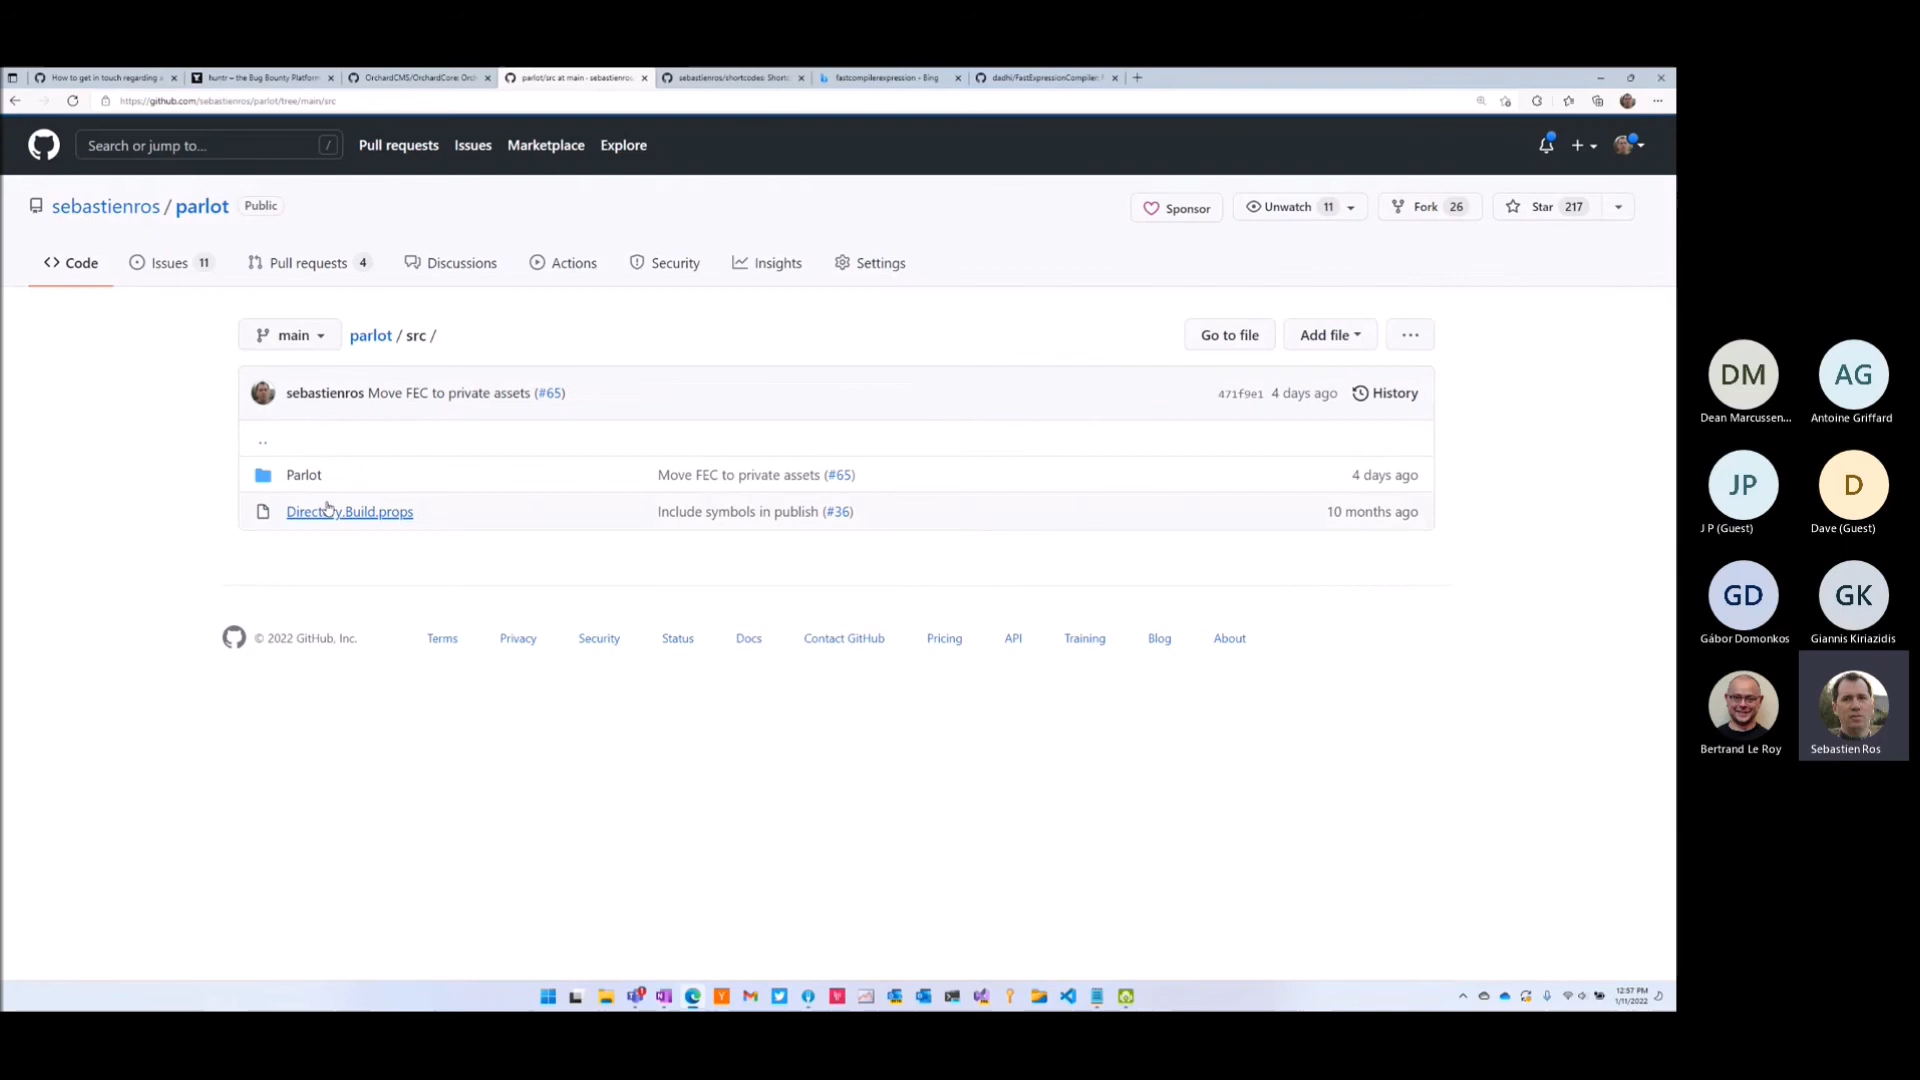 How to get in touch regarding a
huntr – the Bug Bounty Platform
OrchardCMS/OrchardCore: Orch
parlot/src at main · sebastienros
sebastienros/shortcodes: Shortc
fastcompilerexpression - Bing
dadhi/FastExpressionCompiler: F
https://github.com/sebastienros/parlot/tree/main/src
Search or jump to...
/
Pull requests
Issues
Marketplace
Explore
sebastienros / parlot
Public
Sponsor
Unwatch 11
Fork 26
Star 217
Code
Issues 11
Pull requests 4
Discussions
Actions
Security
Insights
Settings
main
parlot / src /
Go to file
Add file
...
sebastienros Move FEC to private assets (#65)
471f9e1 4 days ago
History
..
Parlot
Move FEC to private assets (#65)
4 days ago
Directory.Build.props
Include symbols in publish (#36)
10 months ago
© 2022 GitHub, Inc.
Terms
Privacy
Security
Status
Docs
Contact GitHub
Pricing
API
Training
Blog
About
12:57 PM
1/11/2022
DM
Dean Marcussen...
AG
Antoine Griffard
JP
J P (Guest)
D
Dave (Guest)
GD
Gábor Domonkos
GK
Giannis Kiriazidis
Bertrand Le Roy
Sebastien Ros